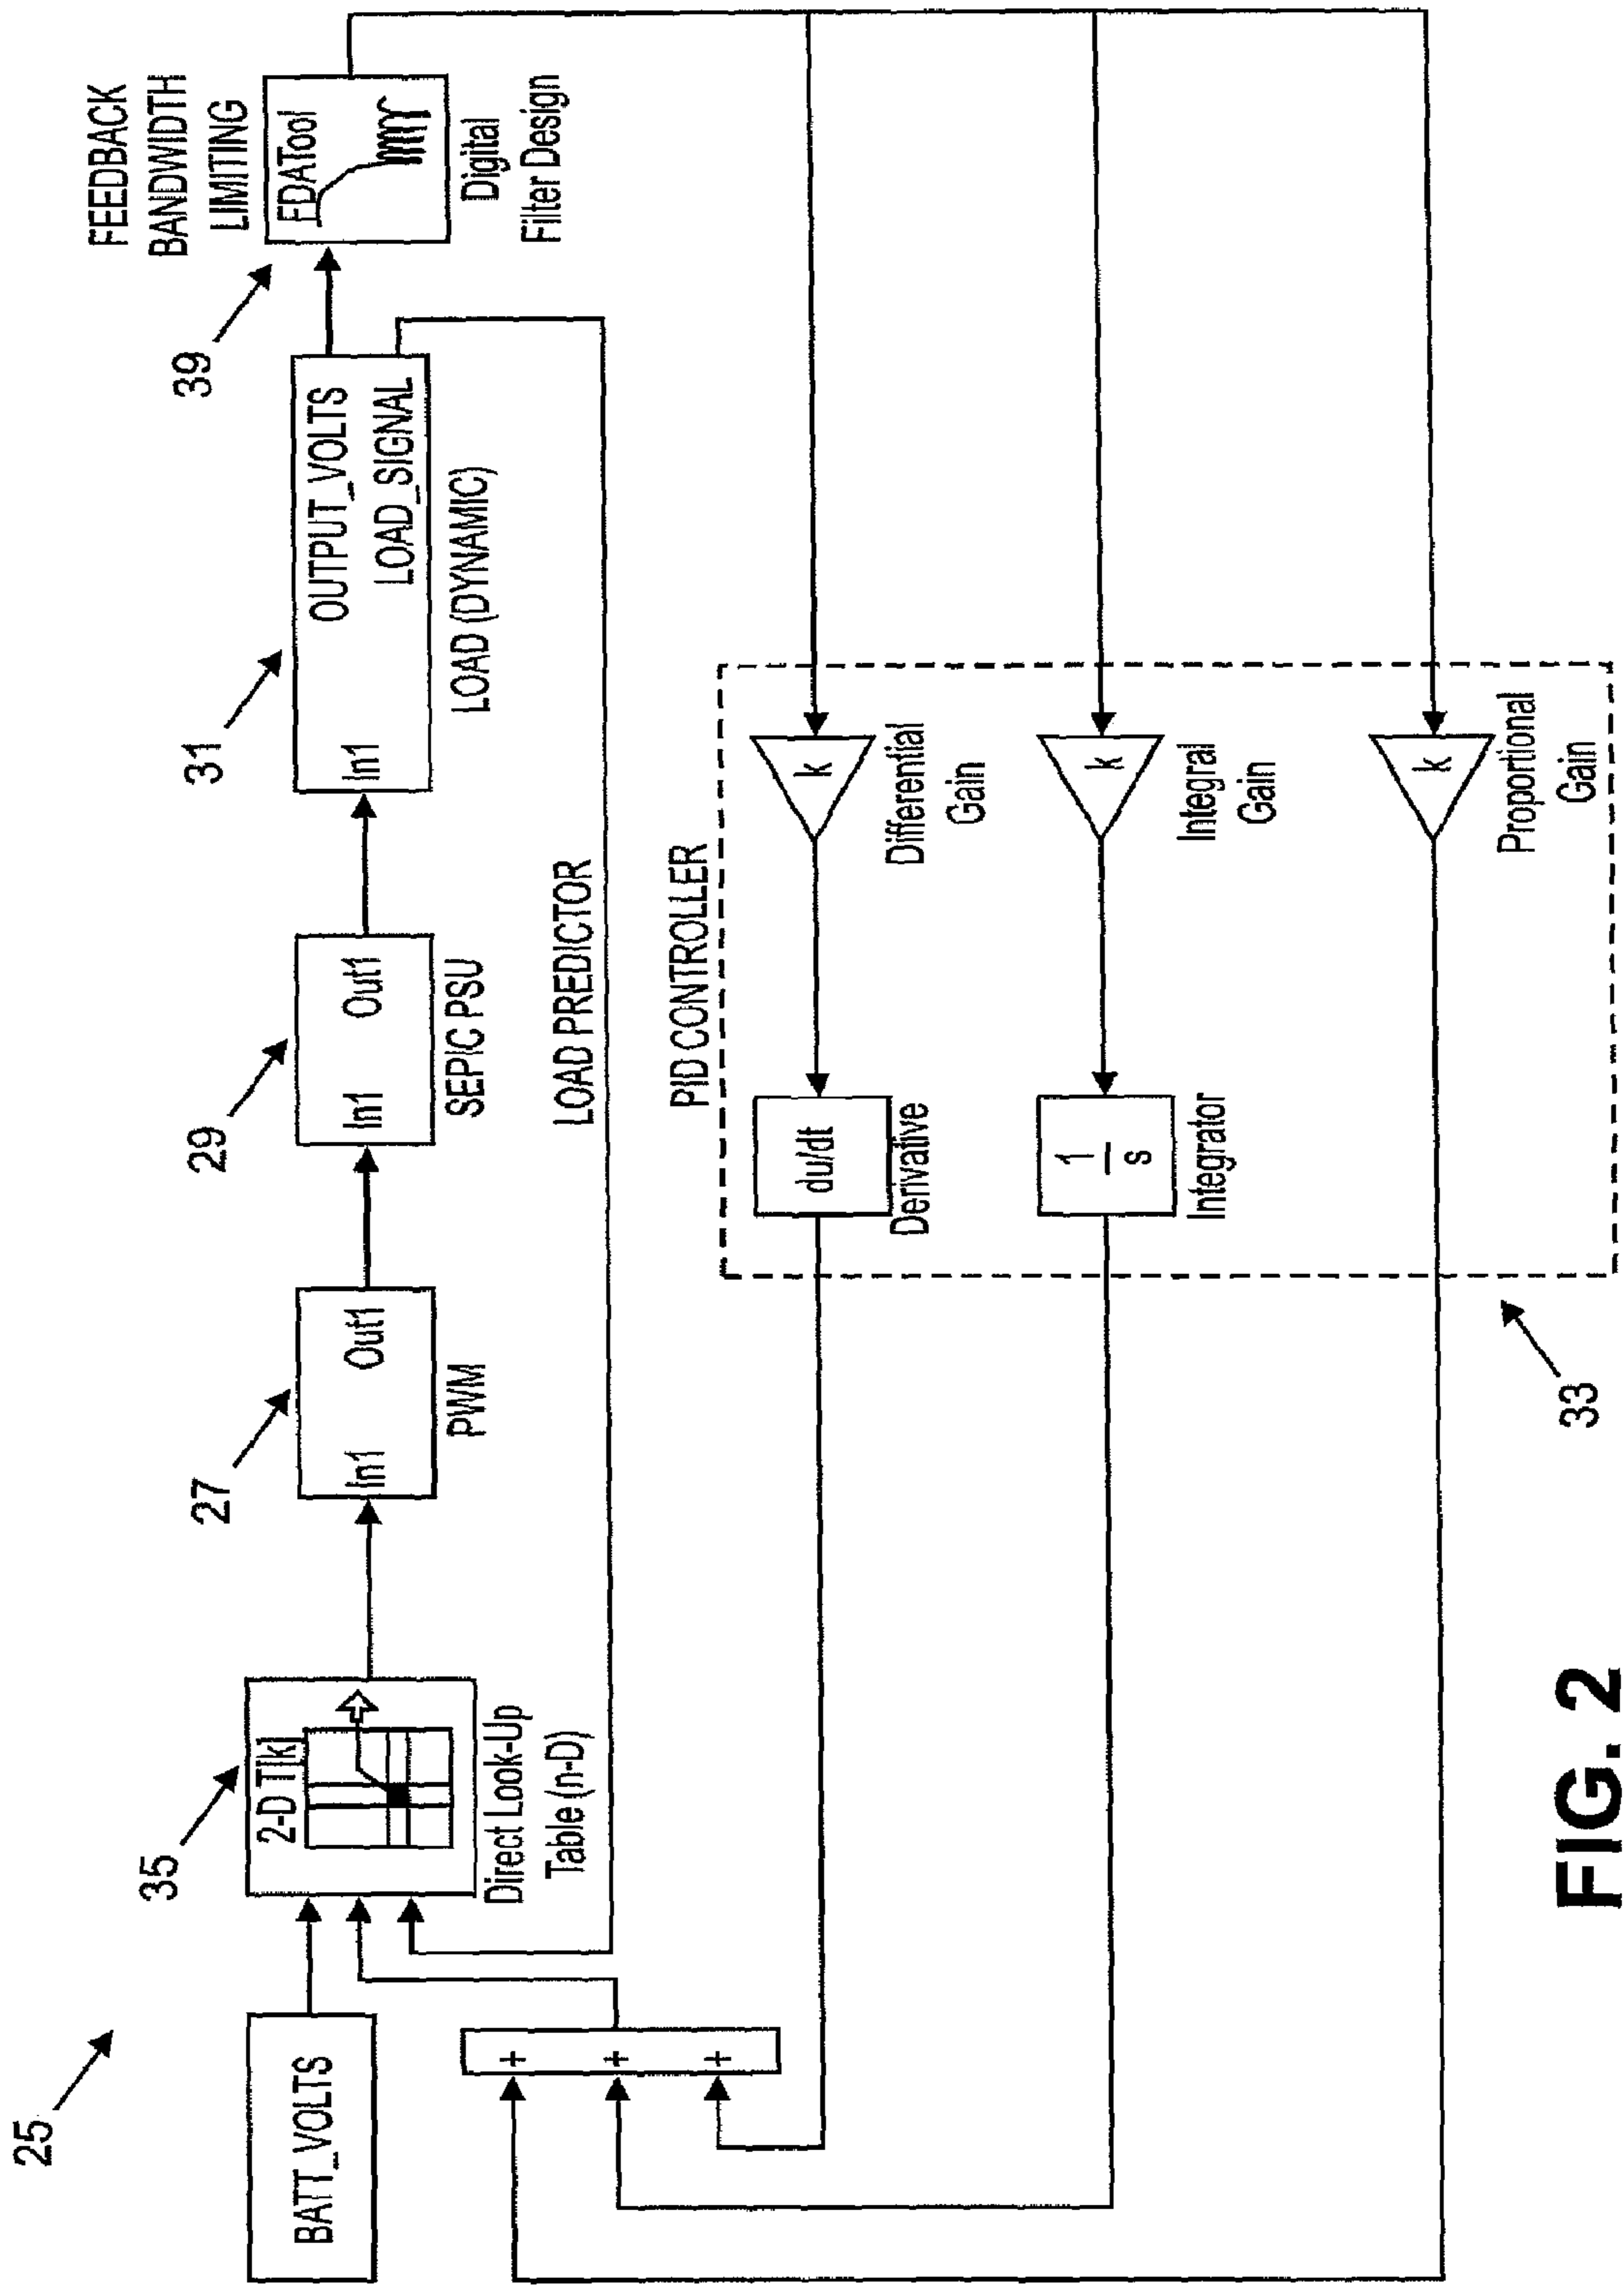 25
BATT_VOLTS
35
2-D T[k]
Direct Look-Up
Table (n-D)
27
In1 Out1
PWM
29
In1 Out1
SEPIC PSU
31
In1
OUTPUT_VOLTS
LOAD_SIGNAL
LOAD (DYNAMIC)
39
FEEDBACK
BANDWIDTH
LIMITING
FDATool
Digital
Filter Design
LOAD PREDICTOR
+
+
+
PID CONTROLLER
du/dt
Derivative
k
Differential
Gain
1
s
Integrator
k
Integral
Gain
k
Proportional
Gain
33
FIG. 2